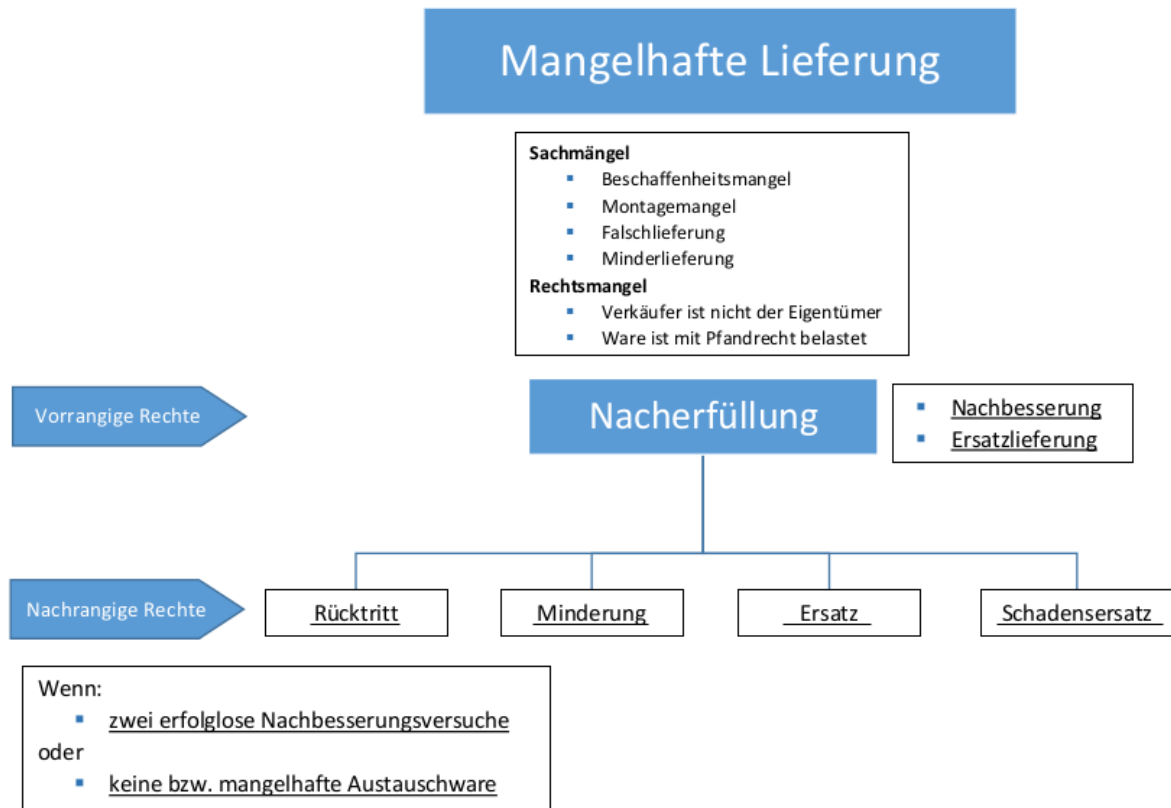 Mangelhafte Lieferung
Sachmängel
▪ Beschaffenheitsmangel
▪ Montagemangel
▪ Falschlieferung
▪ Minderlieferung
Rechtsmangel
▪ Verkäufer ist nicht der Eigentümer
▪ Ware ist mit Pfandrecht belastet
Vorrangige Rechte
Nacherfüllung
▪ Nachbesserung
▪ Ersatzlieferung
Nachrangige Rechte
Rücktritt
Minderung
Ersatz
Schadensersatz
Wenn:
▪ zwei erfolglose Nachbesserungsversuche
oder
▪ keine bzw. mangelhafte Austauschware